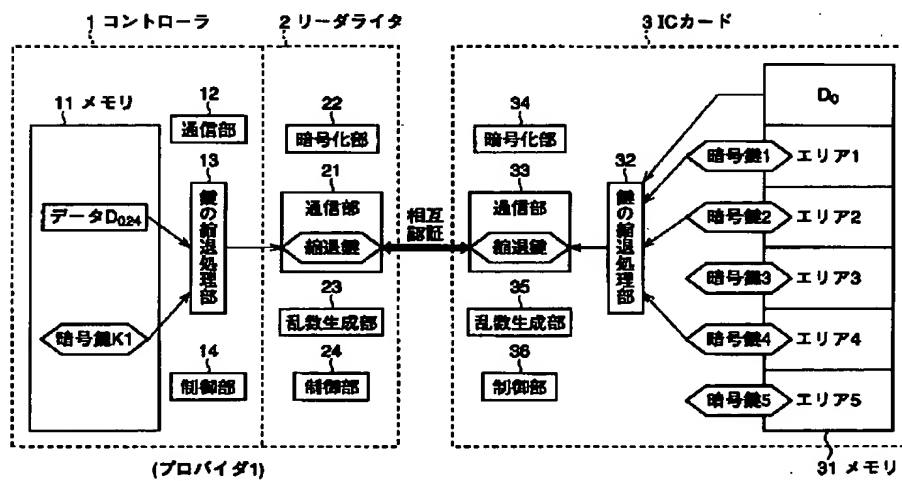 1 コントローラ
2 リーダライタ
3 ICカード
11 メモリ
12
通信部
13
鍵の縮退処理部
データD024
暗号鍵K1
14
制御部
22
暗号化部
21
通信部
縮退鍵
23
乱数生成部
24
制御部
相互
認証
34
暗号化部
33
通信部
縮退鍵
35
乱数生成部
36
制御部
32
鍵の縮退処理部
D0
暗号鍵1 エリア1
暗号鍵2 エリア2
暗号鍵3 エリア3
暗号鍵4 エリア4
暗号鍵5 エリア5
(プロバイダ1)
31 メモリ